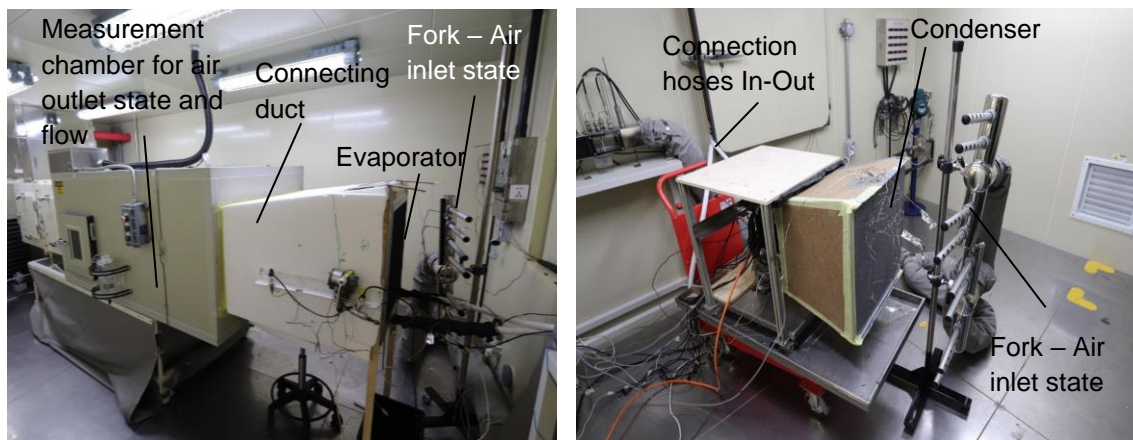 Measurement
chamber for air
outlet state and
flow
Connecting
duct
Evaporator
Fork – Air
inlet state
Connection
hoses In-Out
Condenser
Fork – Air
inlet state